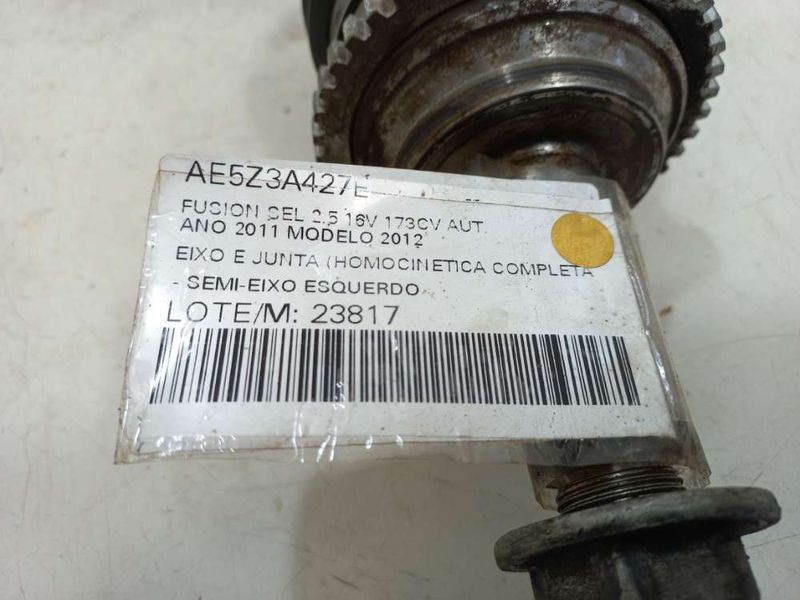 AE5Z3A427E
FUSION SEL 2.5 16V 173CV AUT.
ANO 2011 MODELO 2012
EIXO E JUNTA (HOMOCINETICA COMPLETA
- SEMI-EIXO ESQUERDO
LOTE/M: 23817